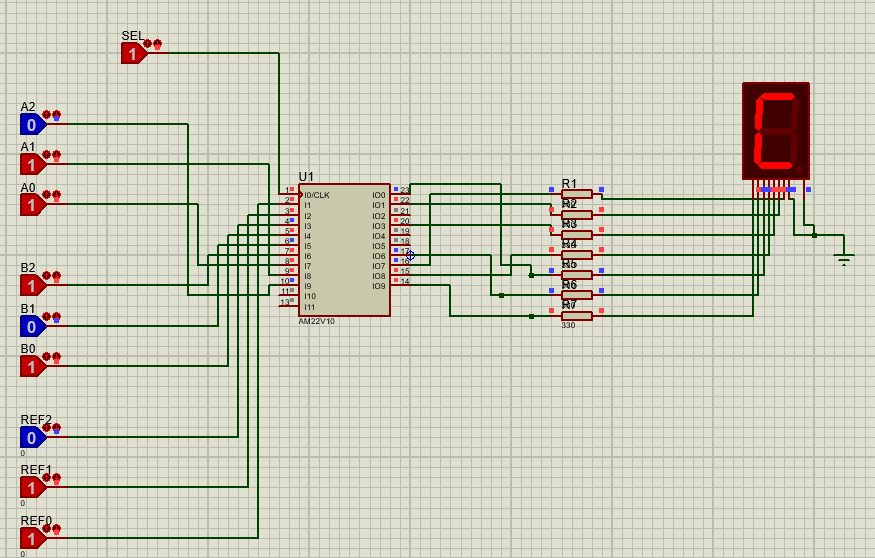 SEL
1
A2
0
A1
1
A0
1
B2
1
B1
0
B0
1
REF2
0
0
REF1
1
0
REF0
1
0
U1
1
2
3
4
5
6
7
8
9
10
11
13
I0/CLK
I1
I2
I3
I4
I5
I6
I7
I8
I9
I10
I11
IO0
IO1
IO2
IO3
IO4
IO5
IO6
IO7
IO8
IO9
23
22
21
20
19
18
17
16
15
14
AM22V10
R1
R2
R3
R4
R5
R6
R7
330